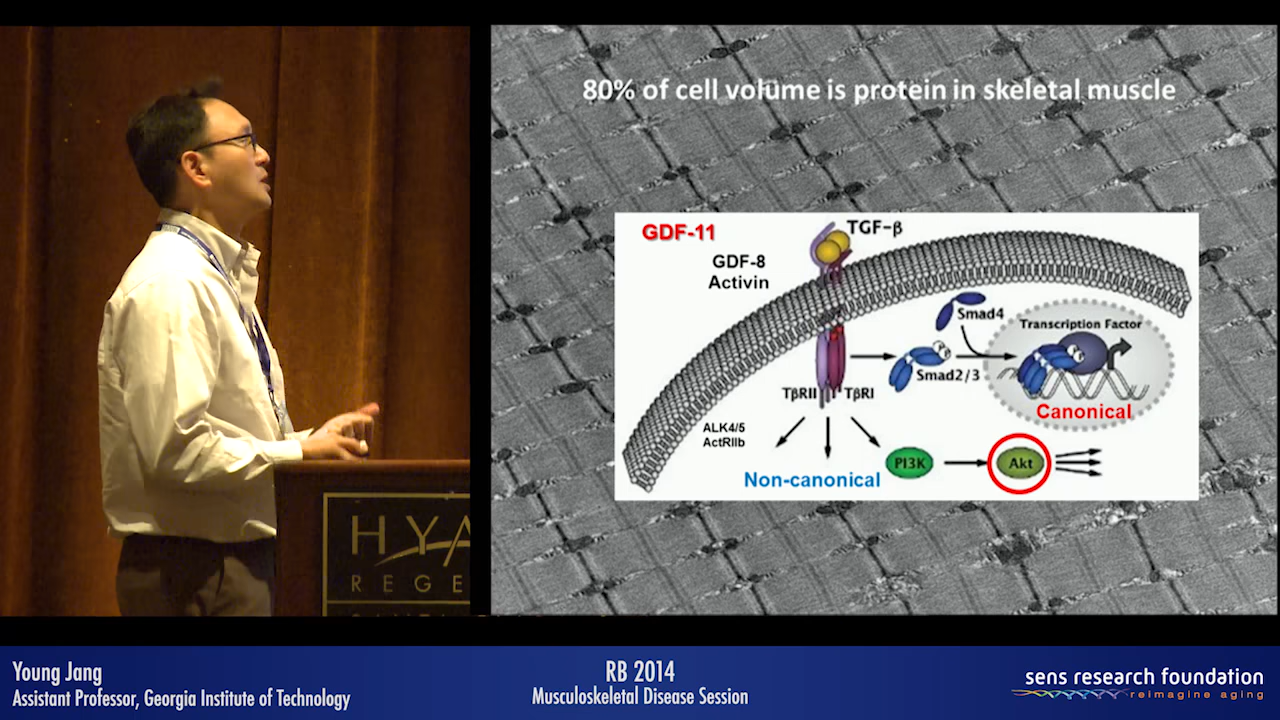 80% of cell volume is protein in skeletal muscle
GDF-11
TGF-β
GDF-8
Activin
Smad4
Transcription Factor
Smad2/3
TβRII
TβRI
Canonical
ALK4/5
ActRIIb
Non-canonical
PI3K
Akt
HYA
REGE
Young Jang
Assistant Professor, Georgia Institute of Technology
RB 2014
Musculoskeletal Disease Session
sens research foundation
reimagine aging